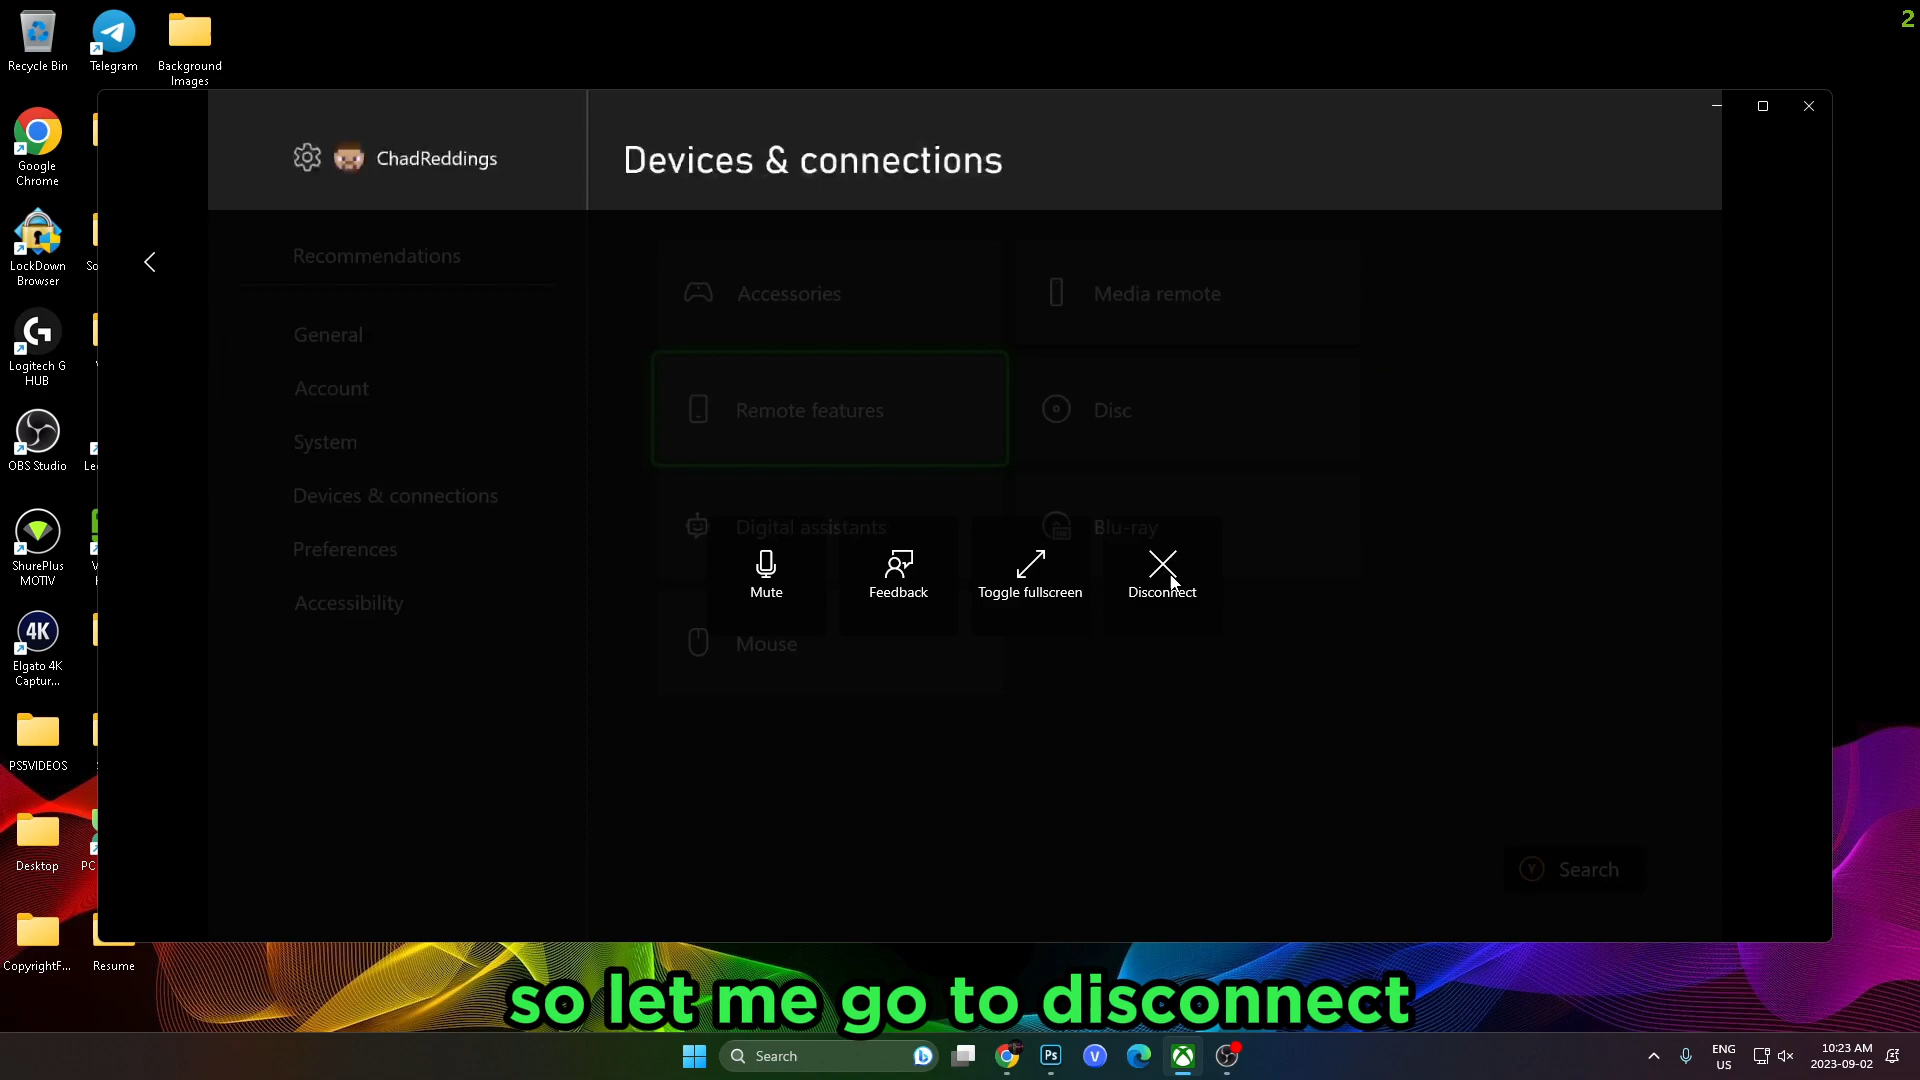 2
Recycle Bin
Telegram
Background
Images
Google
Chrome
LockDown
Browser
So
Logitech G
HUB
OBS Studio
Le
ShurePlus
MOTIV
4K
Elgato 4K
Captur...
PS5VIDEOS
Desktop
PC
CopyrightF...
Resume
ChadReddings
Devices & connections
Recommendations
General
Account
System
Devices & connections
Preferences
Accessibility
Accessories
Media remote
Remote features
Disc
Digital assistants
Blu-ray
Mouse
Mute
Feedback
Toggle fullscreen
Disconnect
Y Search
so let me go to disconnect
Search
Ps
V
ENG
US
10:23 AM
2023-09-02